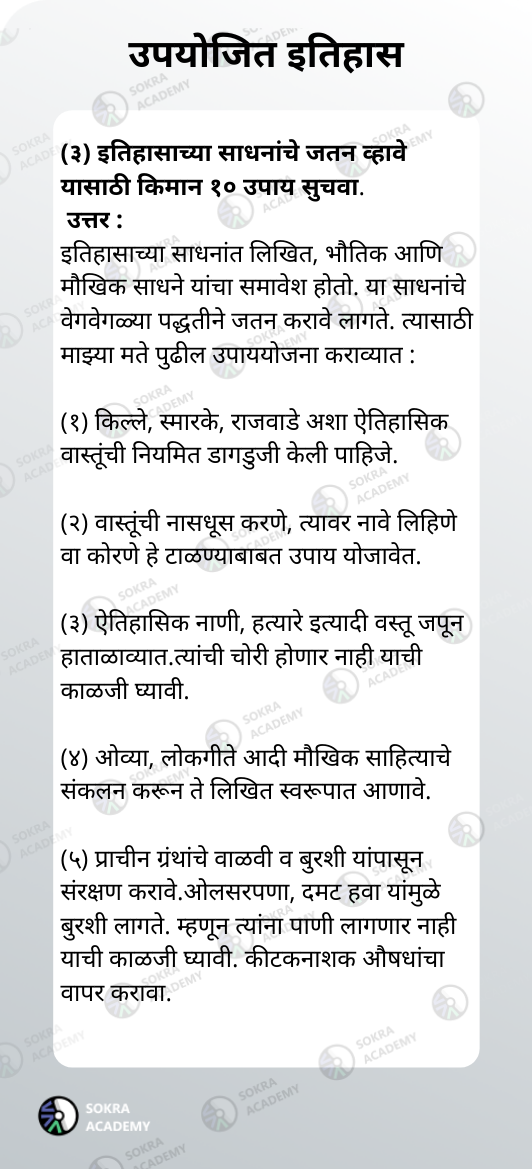 उपयोजित इतिहास
(३) इतिहासाच्या साधनांचे जतन व्हावे
यासाठी किमान १० उपाय सुचवा.
उत्तर :
इतिहासाच्या साधनांत लिखित, भौतिक आणि
मौखिक साधने यांचा समावेश होतो. या साधनांचे
वेगवेगळ्या पद्धतीने जतन करावे लागते. त्यासाठी
माझ्या मते पुढील उपाययोजना कराव्यात :
(१) किल्ले, स्मारके, राजवाडे अशा ऐतिहासिक
वास्तूंची नियमित डागडुजी केली पाहिजे.
(२) वास्तूंची नासधूस करणे, त्यावर नावे लिहिणे
वा कोरणे हे टाळण्याबाबत उपाय योजावेत.
(३) ऐतिहासिक नाणी, हत्यारे इत्यादी वस्तू जपून
हाताळाव्यात.त्यांची चोरी होणार नाही याची
काळजी घ्यावी.
(४) ओव्या, लोकगीते आदी मौखिक साहित्याचे
संकलन करून ते लिखित स्वरूपात आणावे.
(५) प्राचीन ग्रंथांचे वाळवी व बुरशी यांपासून
संरक्षण करावे.ओलसरपणा, दमट हवा यांमुळे
बुरशी लागते. म्हणून त्यांना पाणी लागणार नाही
याची काळजी घ्यावी. कीटकनाशक औषधांचा
वापर करावा.
SOKRA
ACADEMY